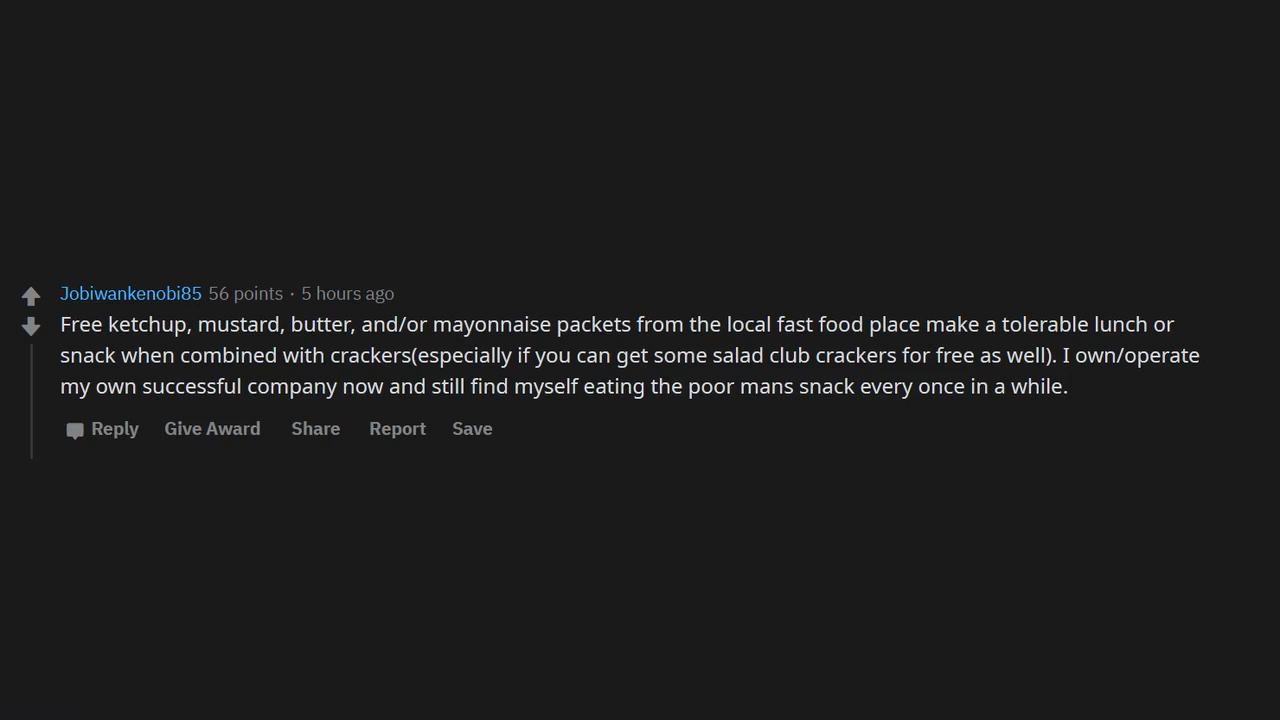 Jobiwankenobi85 56 points · 5 hours ago
Free ketchup, mustard, butter, and/or mayonnaise packets from the local fast food place make a tolerable lunch or
snack when combined with crackers(especially if you can get some salad club crackers for free as well). I own/operate
my own successful company now and still find myself eating the poor mans snack every once in a while.
Reply Give Award Share Report Save